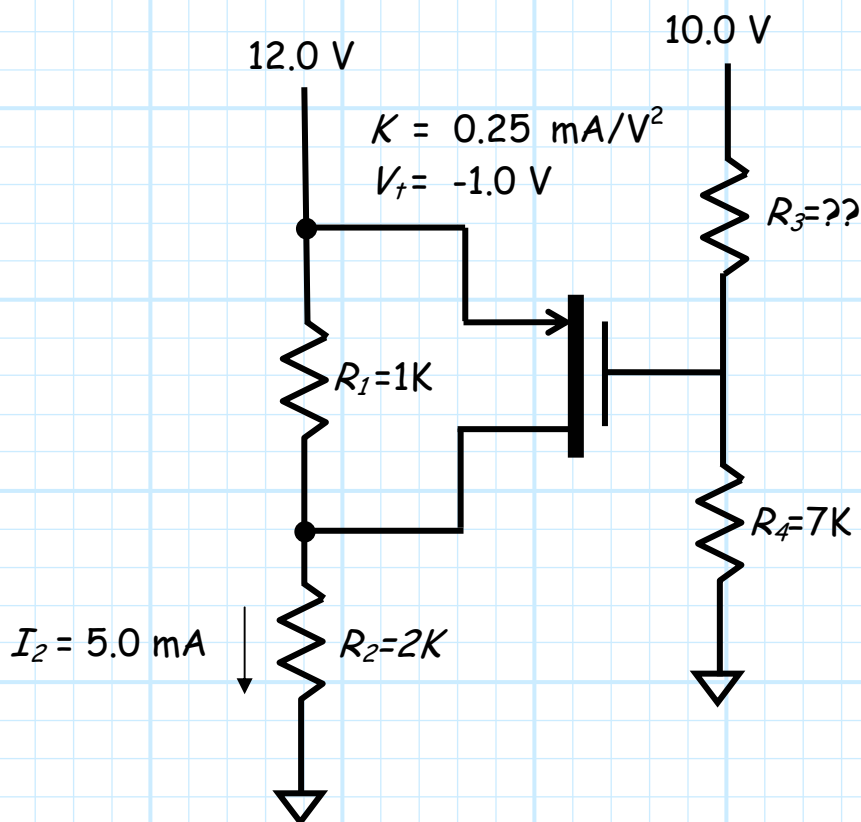 10.0 V
12.0 V
K = 0.25 mA/V²
Vₜ= -1.0 V
R₃=??
R₁=1K
R₄=7K
I₂ = 5.0 mA
R₂=2K